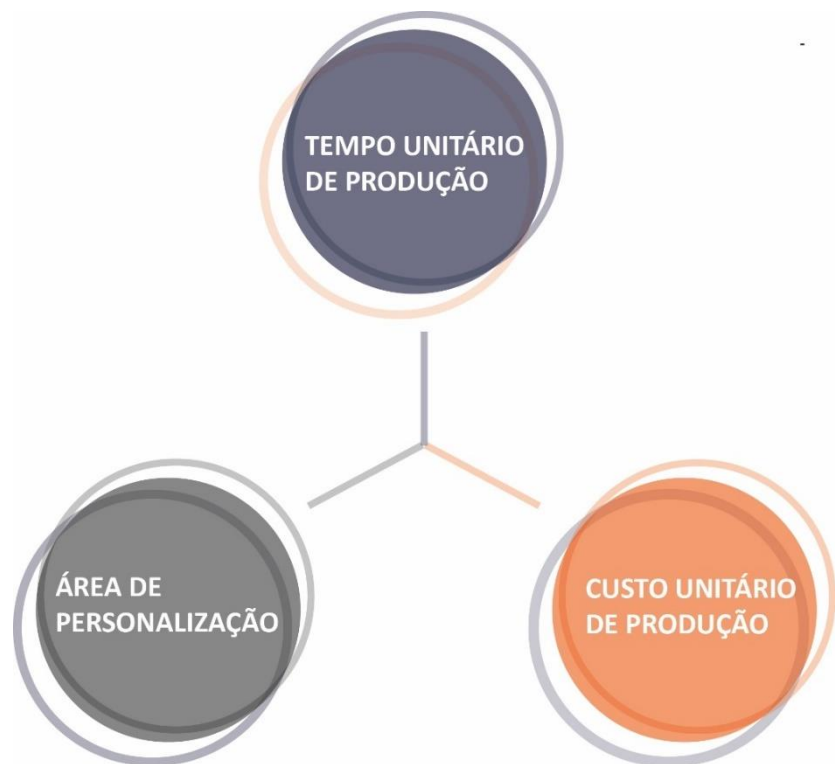 -
TEMPO UNITÁRIO
DE PRODUÇÃO
ÁREA DE
PERSONALIZAÇÃO
CUSTO UNITÁRIO
DE PRODUÇÃO